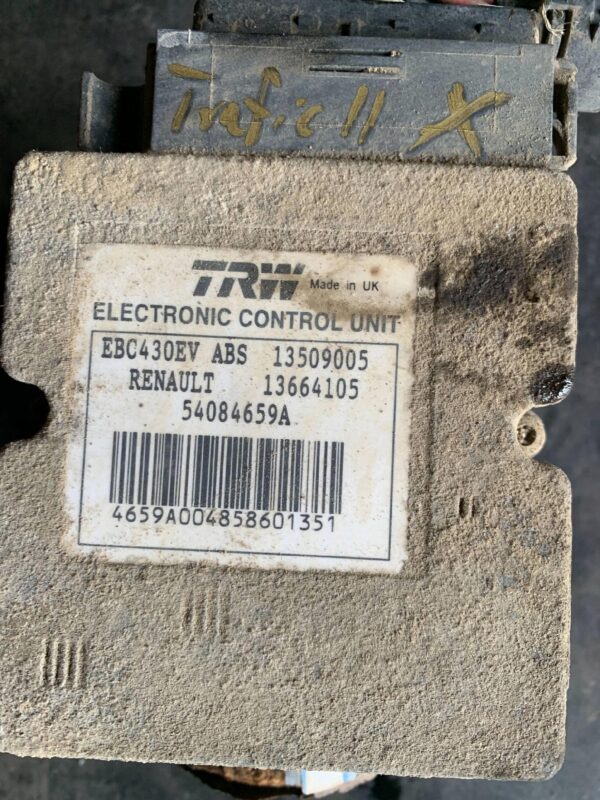 Trafic II X
TRW Made in UK
ELECTRONIC CONTROL UNIT
EBC430EV ABS 13509005
RENAULT 13664105
54084659A
4659A004858601351